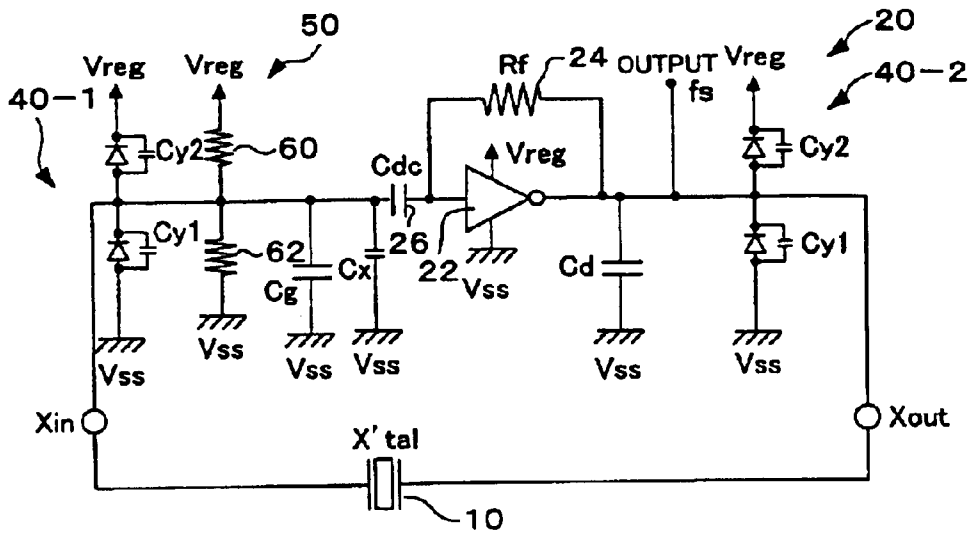 50
20
Vreg
Vreg
Rf
24
OUTPUT
fs
Vreg
40-2
40-1
Cy2
60
Cdc
Vreg
Cy2
Cy1
62
Cg
Cx
26
22
Vss
Cd
Cy1
Vss
Vss
Vss
Vss
Vss
Vss
Xin
X'tal
Xout
10